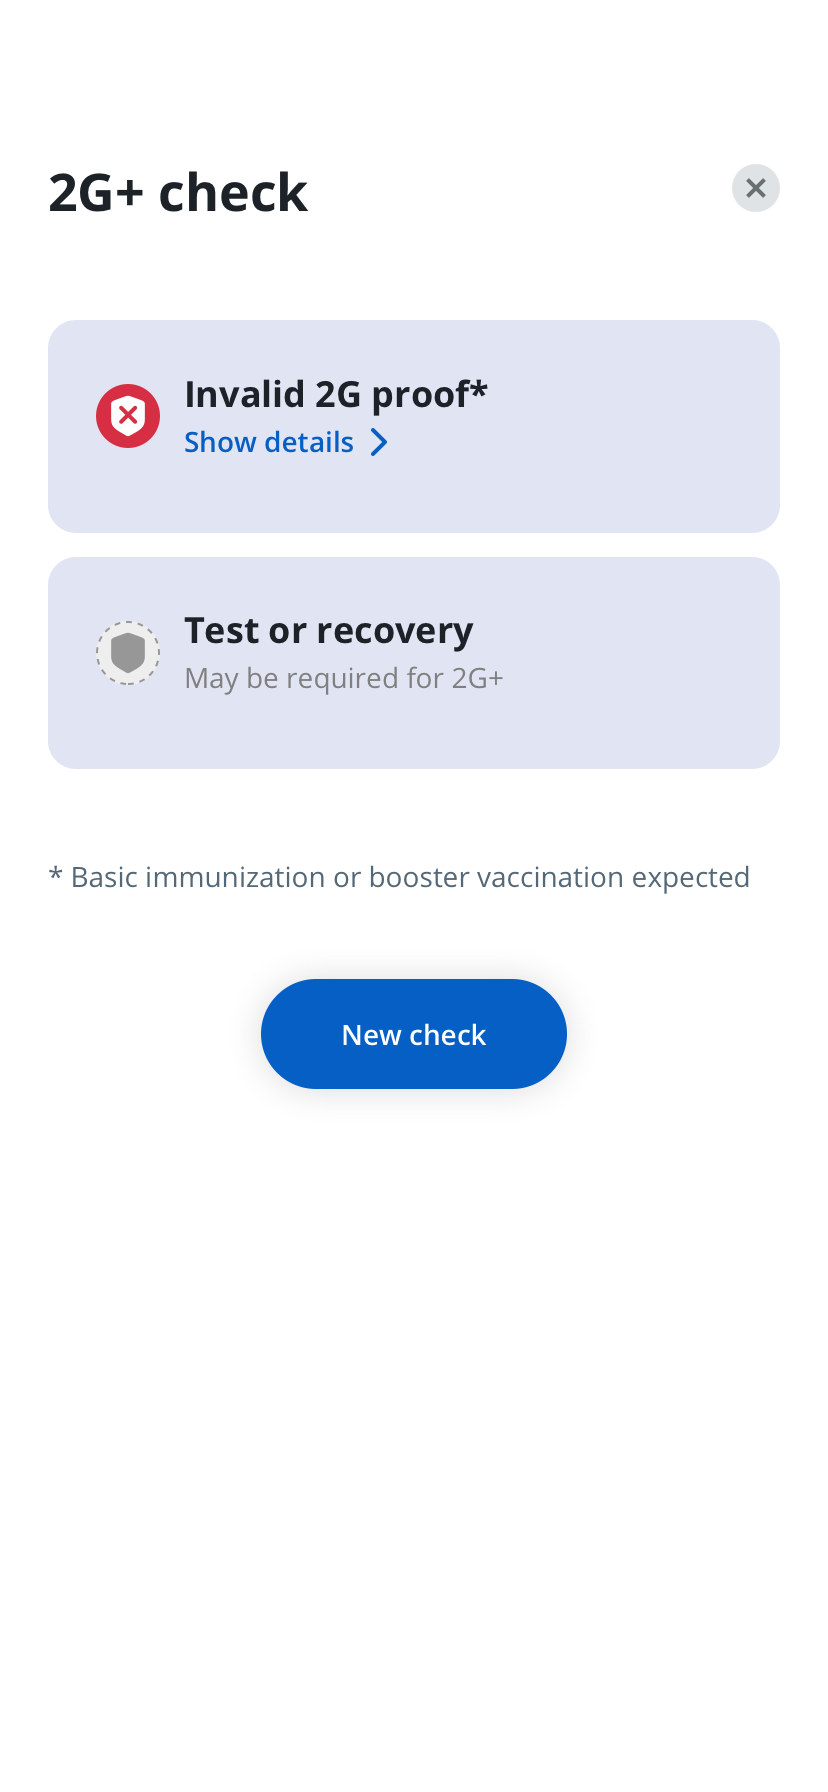 2G+ check
Invalid 2G proof*
Show details
Test or recovery
May be required for 2G+
* Basic immunization or booster vaccination expected
New check